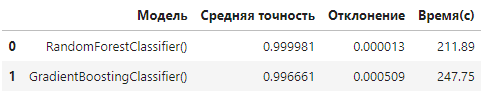 Модель Средняя точность Отклонение Время(с)
0 RandomForestClassifier() 0.999981 0.000013 211.89
1 GradientBoostingClassifier() 0.996661 0.000509 247.75